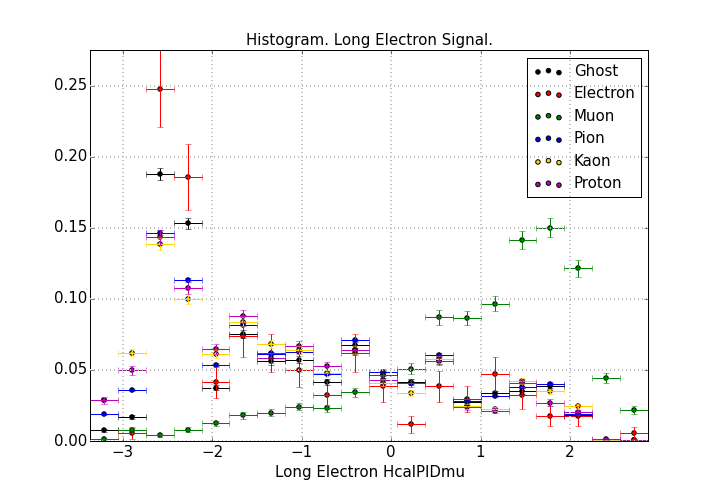 Histogram. Long Electron Signal.
Ghost
Electron
Muon
Pion
Kaon
Proton
0.25
0.20
0.15
0.10
0.05
0.00
−3 −2 −1 0 1 2
Long Electron HcalPIDmu